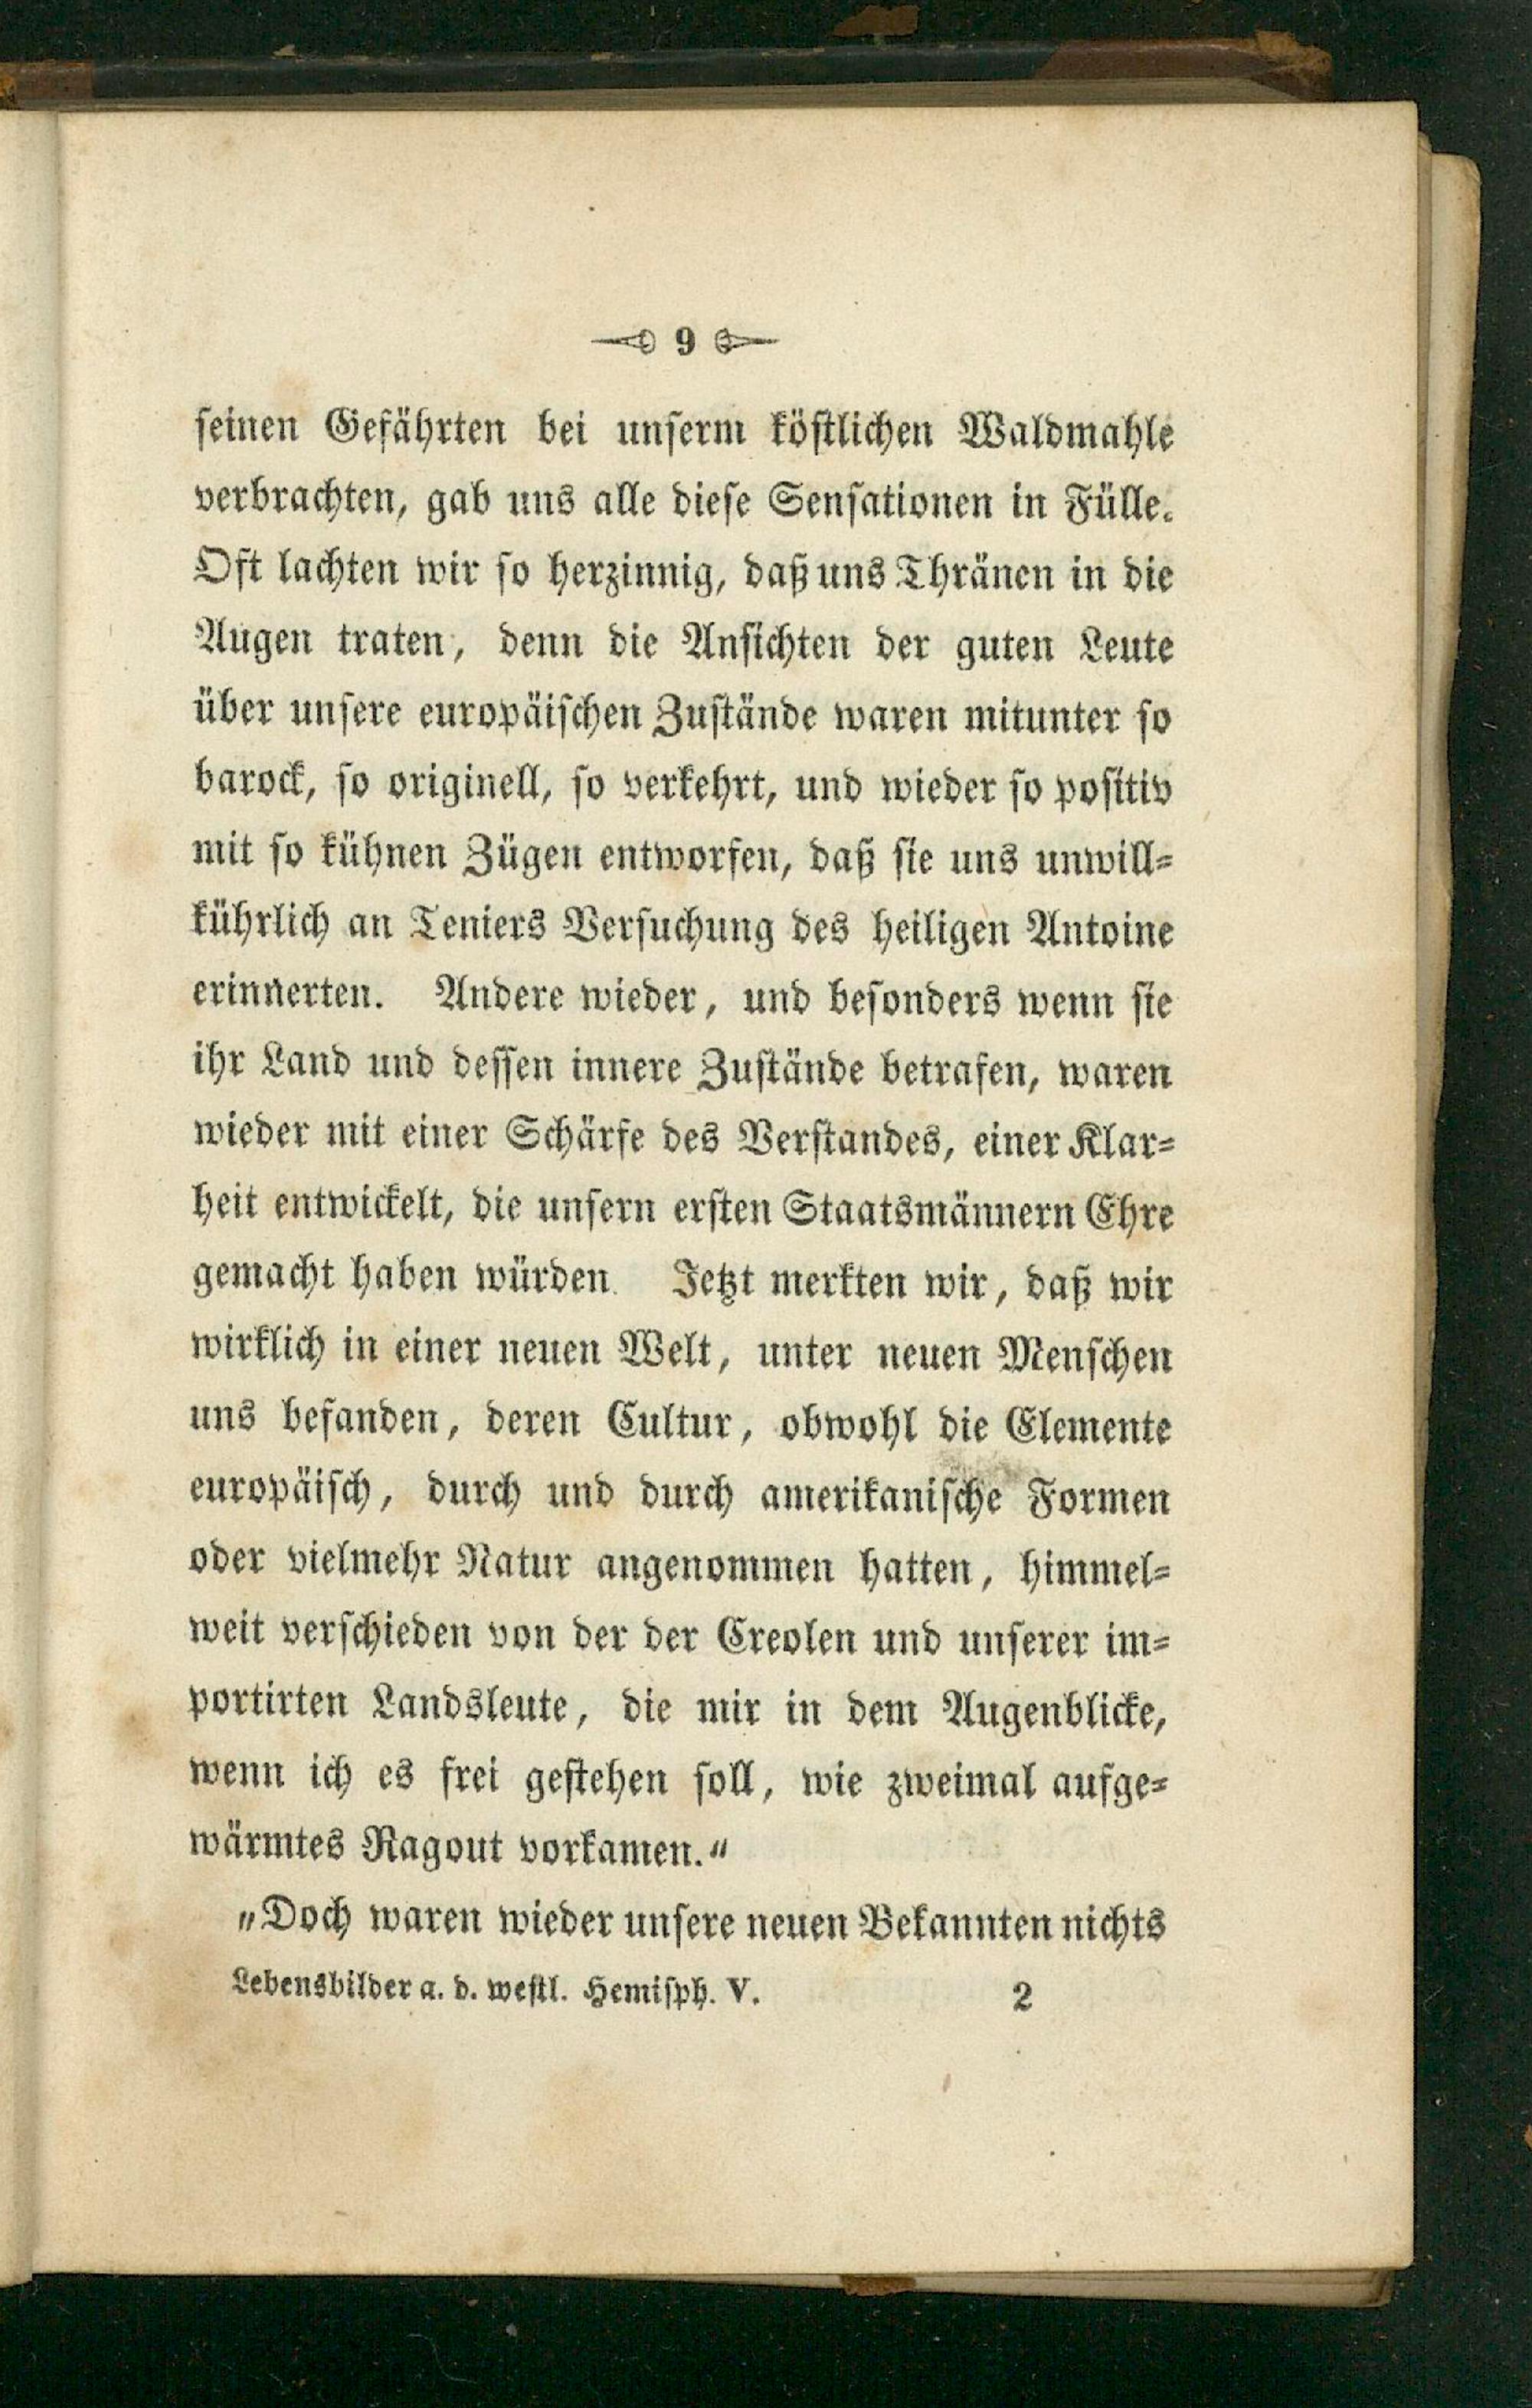 9
seinen Gefährten bei unserm köstlichen Waldmahle
verbrachten, gab uns alle diese Sensationen in Fülle.
Oft lachten wir so herzinnig, daß uns Thränen in die
Augen traten, denn die Ansichten der guten Leute
über unsere europäischen Zustände waren mitunter so
barock, so originell, so verkehrt, und wieder so positiv
mit so kühnen Zügen entworfen, daß sie uns unwill-
kührlich an Teniers Versuchung des heiligen Antoine
erinnerten. Andere wieder, und besonders wenn sie
ihr Land und dessen innere Zustände betrafen, waren
wieder mit einer Schärfe des Verstandes, einer Klar-
heit entwickelt, die unsern ersten Staatsmännern Ehre
gemacht haben würden. Jetzt merkten wir, daß wir
wirklich in einer neuen Welt, unter neuen Menschen
uns befanden, deren Cultur, obwohl die Elemente
europäisch, durch und durch amerikanische Formen
oder vielmehr Natur angenommen hatten, himmel-
weit verschieden von der der Creolen und unserer im-
portirten Landsleute, die mir in dem Augenblicke,
wenn ich es frei gestehen soll, wie zweimal aufge-
wärmtes Ragout vorkamen.“
„Doch waren wieder unsere neuen Bekannten nichts
Lebensbilder a. d. westl. Hemisph. V. 2